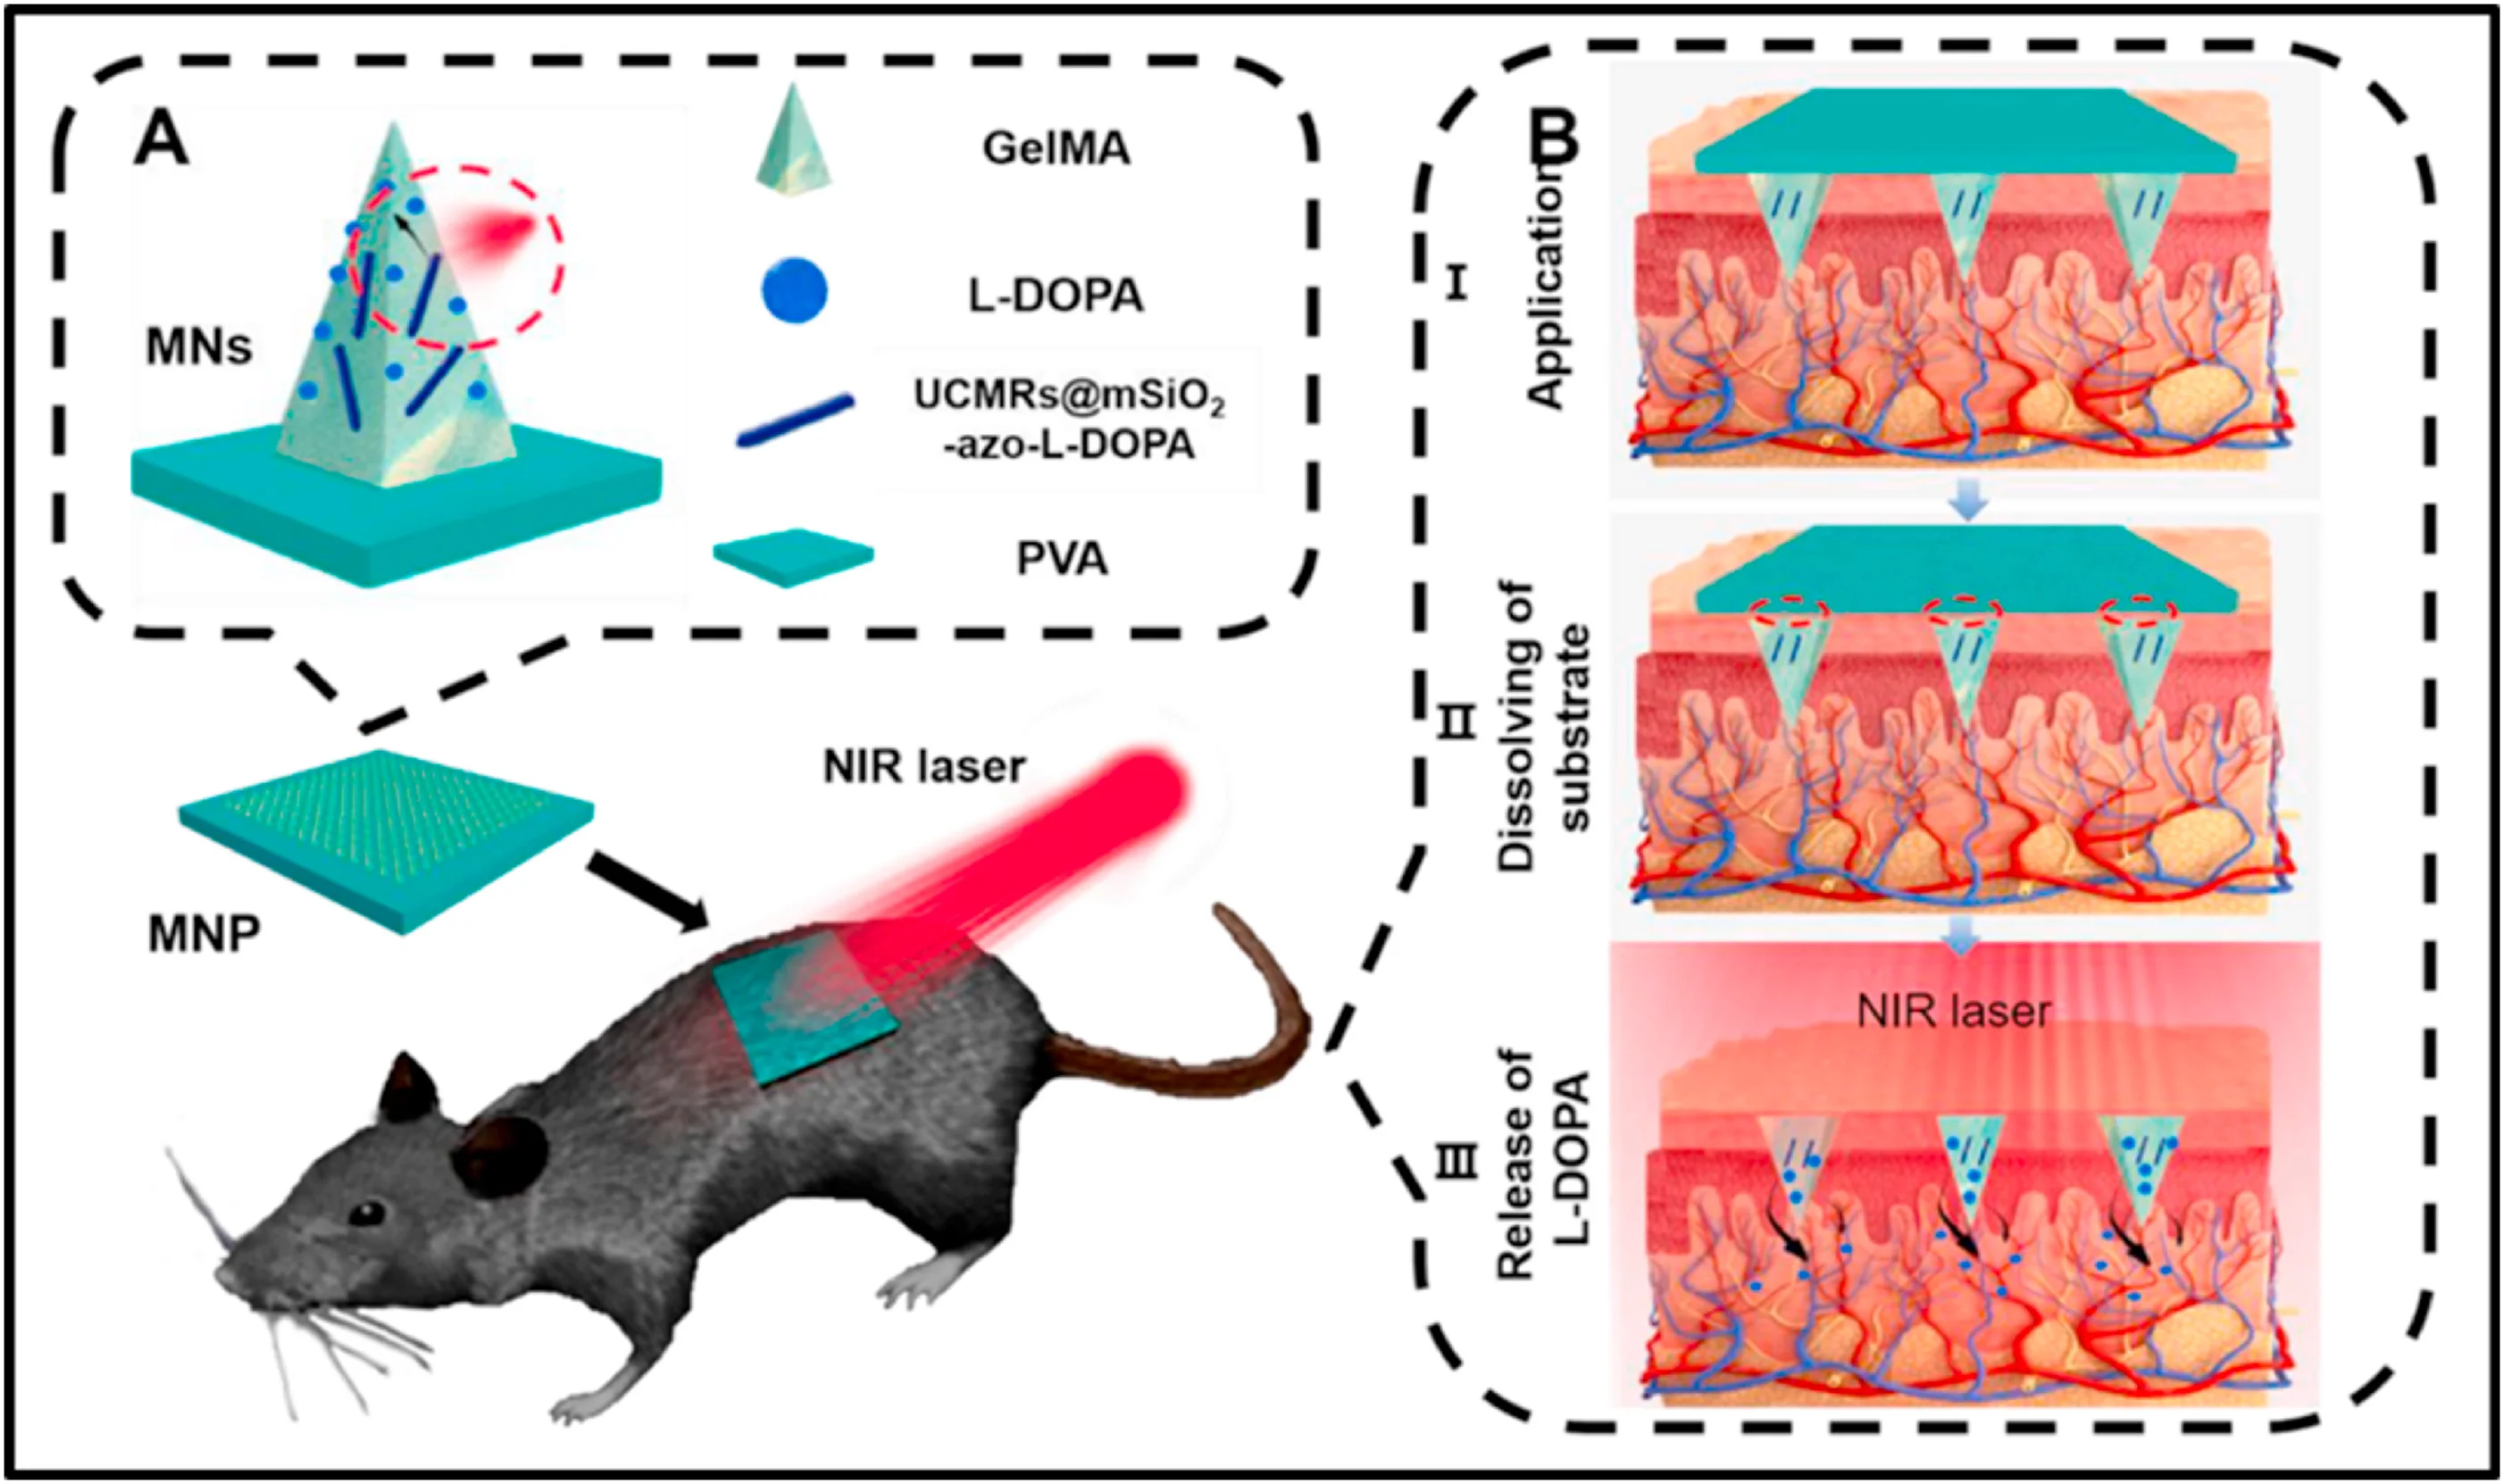 A
MNs
GelMA
L-DOPA
UCMRs@mSiO₂
-azo-L-DOPA
PVA
MNP
NIR laser
B
I
Application
II
Dissolving of
substrate
III
Release of
L-DOPA
NIR laser